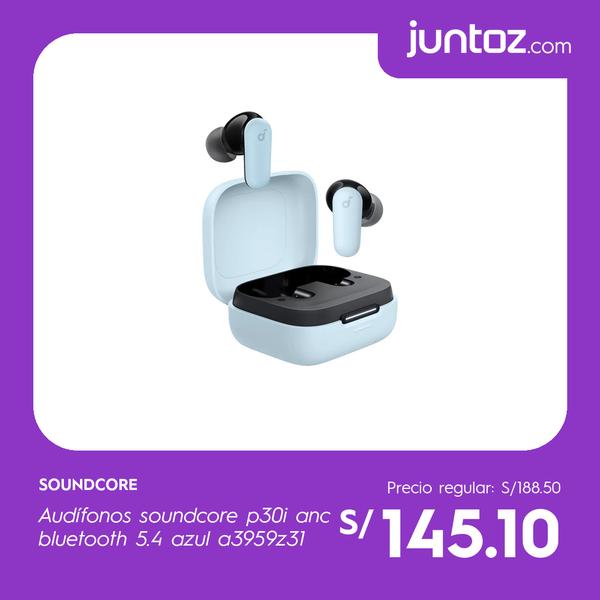 juntoz.com
SOUNDCORE
Audífonos soundcore p30i anc
bluetooth 5.4 azul a3959z31
Precio regular: S/188.50
S/145.10